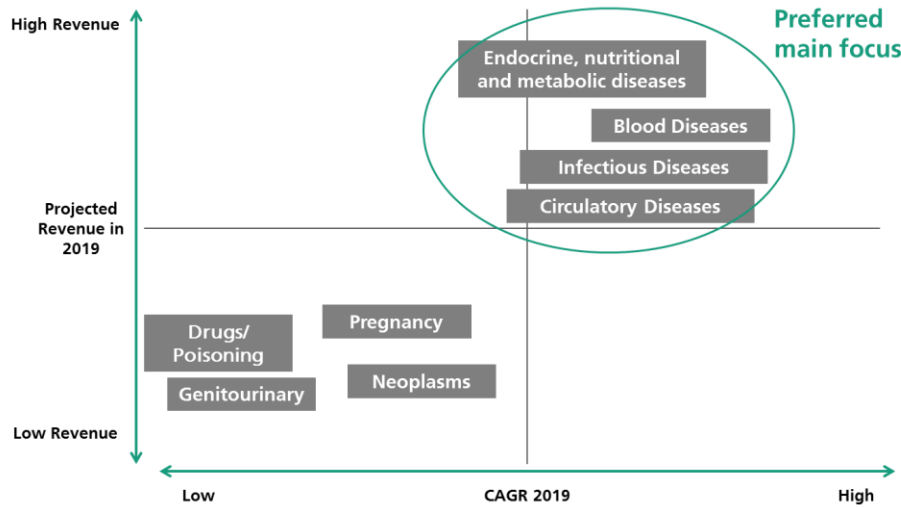 High Revenue
Preferred
main focus
Endocrine, nutritional
and metabolic diseases
Blood Diseases
Infectious Diseases
Circulatory Diseases
Projected
Revenue in
2019
Pregnancy
Drugs/
Poisoning
Neoplasms
Genitourinary
Low Revenue
Low
CAGR 2019
High